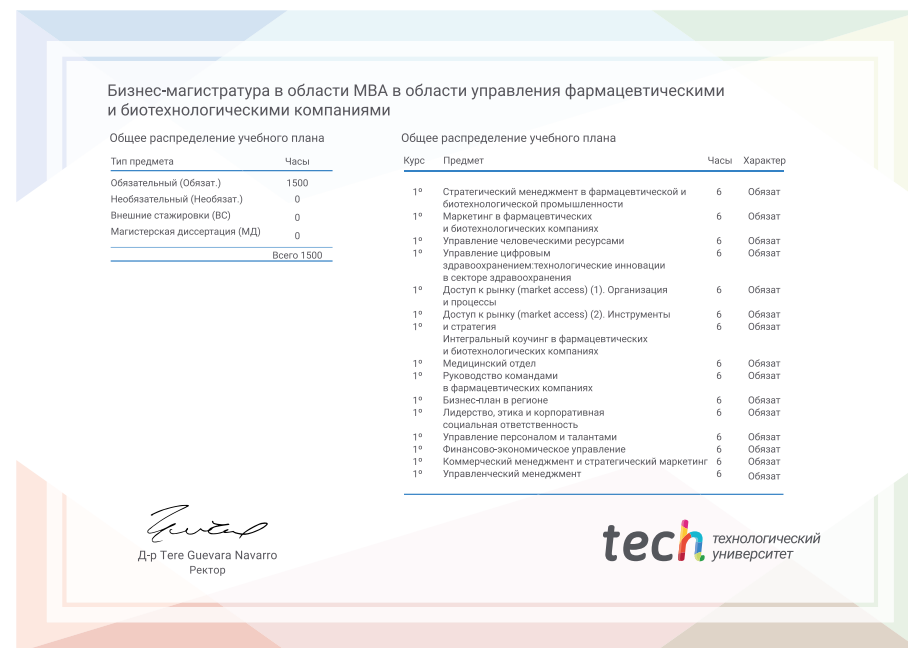 Бизнес-магистратура в области MBA в области управления фармацевтическими
и биотехнологическими компаниями
Общее распределение учебного плана
Тип предмета Часы
Обязательный (Обязат.) 1500
Необязательный (Необязат.) 0
Внешние стажировки (ВС) 0
Магистерская диссертация (МД) 0
Всего 1500
Общее распределение учебного плана
Курс Предмет Часы Характер
1º Стратегический менеджмент в фармацевтической и 6 Обязат
биотехнологической промышленности
1º Маркетинг в фармацевтических 6 Обязат
и биотехнологических компаниях
1º Управление человеческими ресурсами 6 Обязат
1º Управление цифровым 6 Обязат
здравоохранением:технологические инновации
в секторе здравоохранения
1º Доступ к рынку (market access) (1). Организация 6 Обязат
и процессы
1º Доступ к рынку (market access) (2). Инструменты 6 Обязат
1º и стратегия 6 Обязат
Интегральный коучинг в фармацевтических
и биотехнологических компаниях
1º Медицинский отдел 6 Обязат
1º Руководство командами 6 Обязат
в фармацевтических компаниях
1º Бизнес-план в регионе 6 Обязат
1º Лидерство, этика и корпоративная 6 Обязат
социальная ответственность
1º Управление персоналом и талантами 6 Обязат
1º Финансово-экономическое управление 6 Обязат
1º Коммерческий менеджмент и стратегический маркетинг 6 Обязат
1º Управленческий менеджмент 6 Обязат
Д-р Tere Guevara Navarro
Ректор
tech технологический
университет